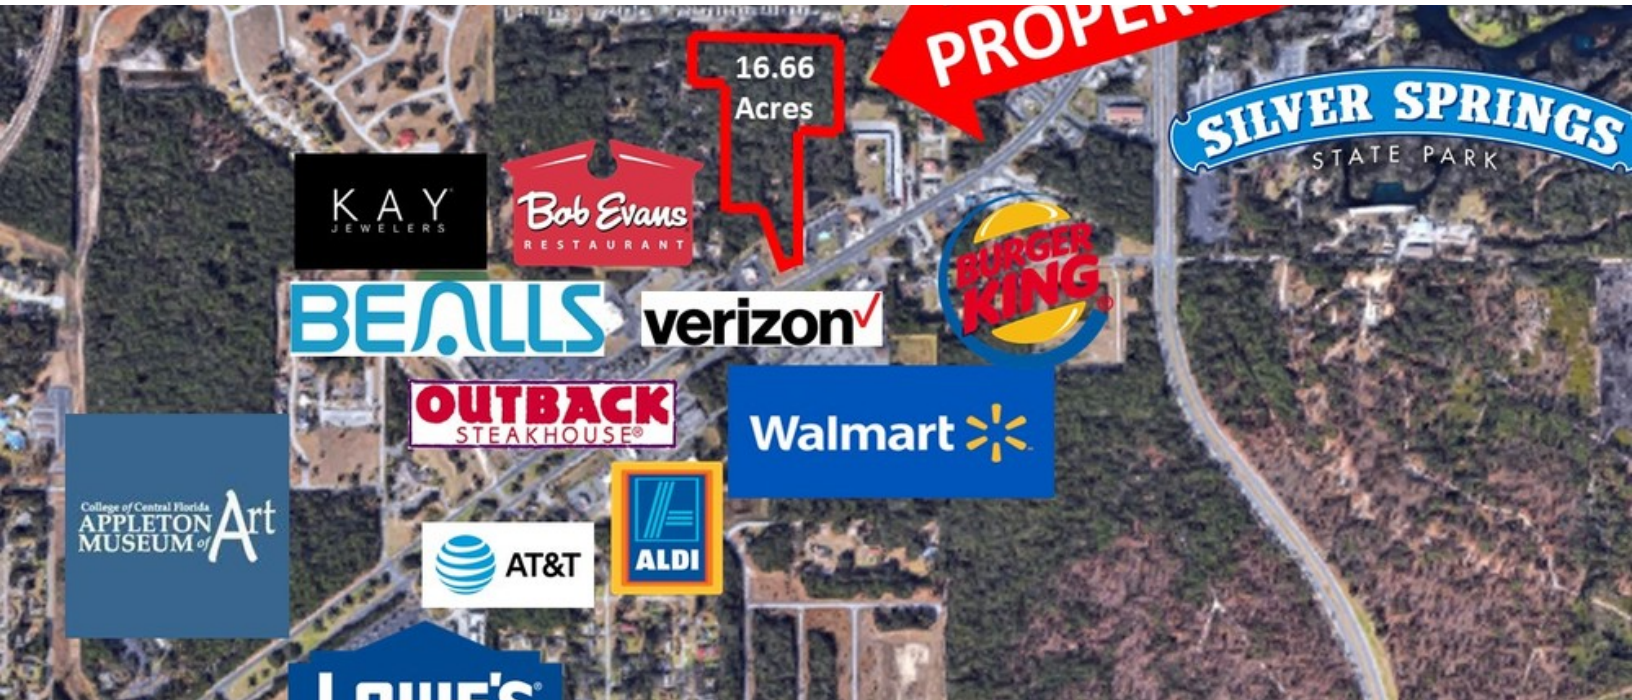 PROPER
16.66
Acres
SILVER SPRINGS
STATE PARK
KAY
JEWELERS
Bob Evans
RESTAURANT
BURGER
KING®
BEALLS
verizon
OUTBACK
STEAKHOUSE®
Walmart
College of Central Florida
APPLETON
MUSEUM of Art
AT&T
ALDI
LOWE'S®